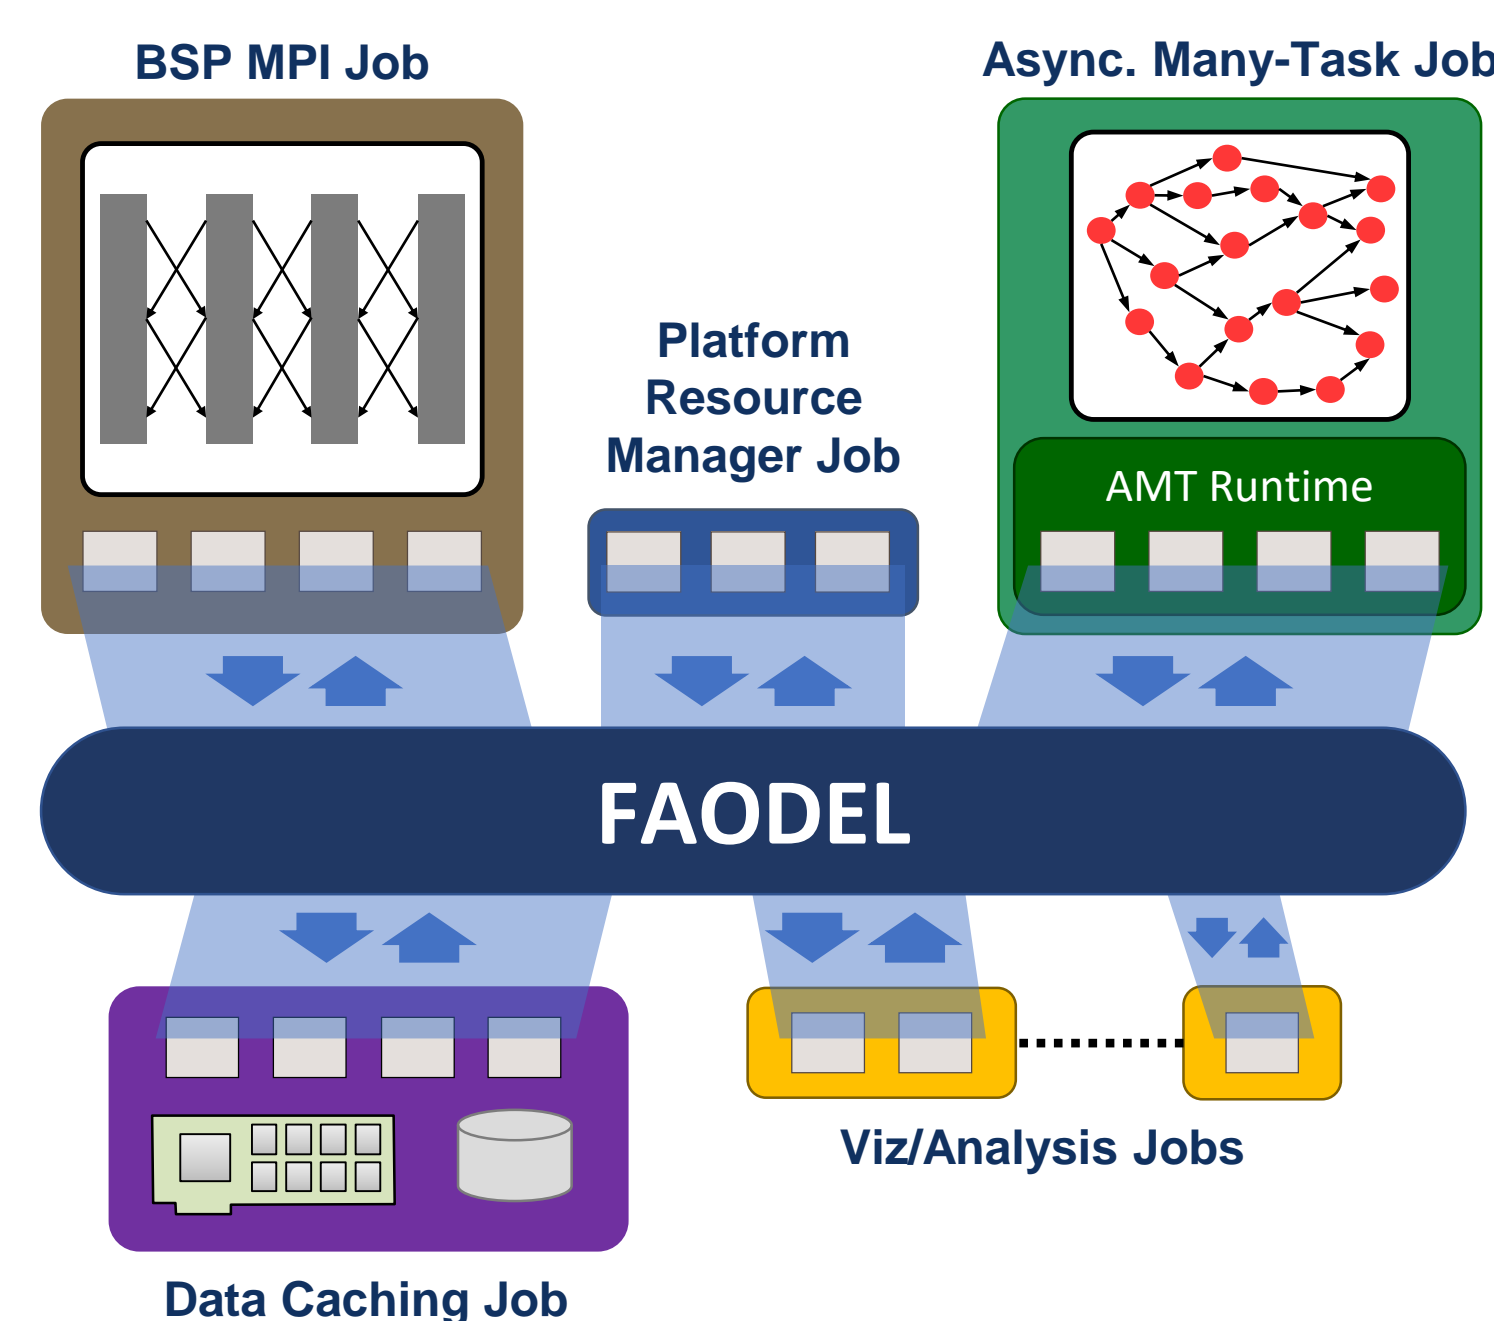 BSP MPI Job
Async. Many-Task Job
Platform
Resource
Manager Job
AMT Runtime
FAODEL
Viz/Analysis Jobs
Data Caching Job